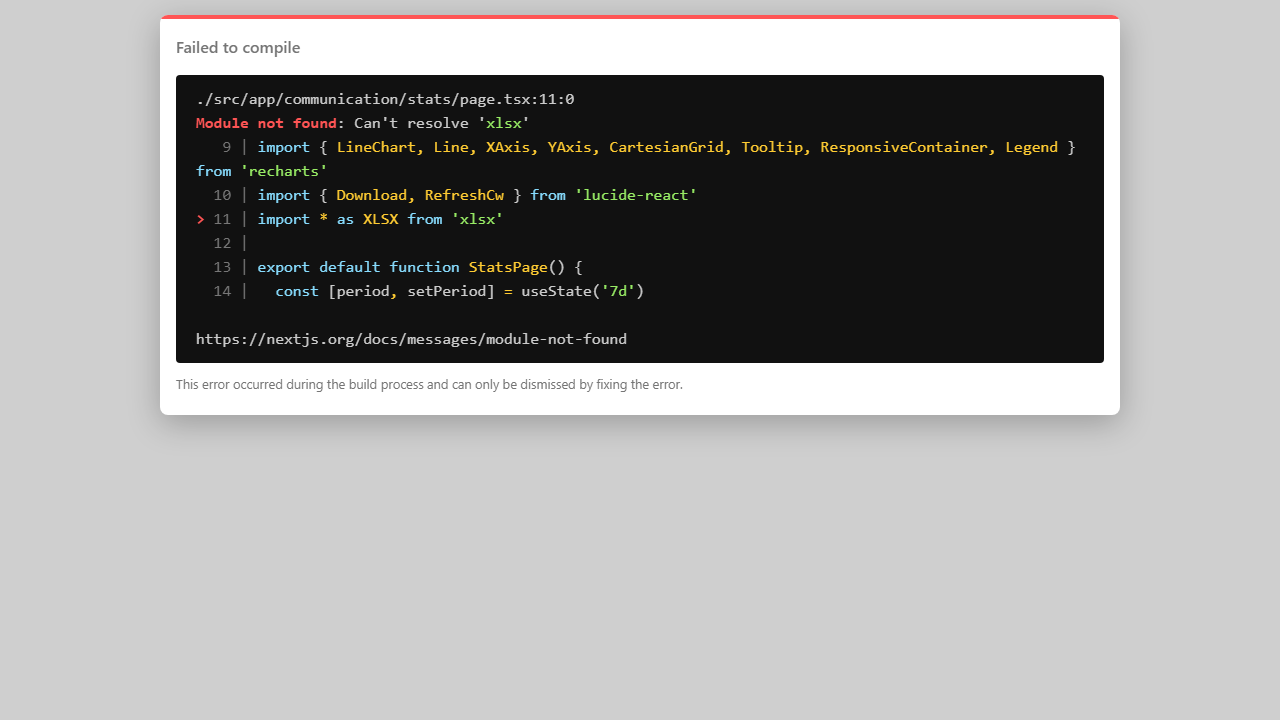 Failed to compile
./src/app/communication/stats/page.tsx:11:0
Module not found: Can't resolve 'xlsx'
   9 | import { LineChart, Line, XAxis, YAxis, CartesianGrid, Tooltip, ResponsiveContainer, Legend }
from 'recharts'
  10 | import { Download, RefreshCw } from 'lucide-react'
> 11 | import * as XLSX from 'xlsx'
  12 |
  13 | export default function StatsPage() {
  14 |   const [period, setPeriod] = useState('7d')
https://nextjs.org/docs/messages/module-not-found
This error occurred during the build process and can only be dismissed by fixing the error.